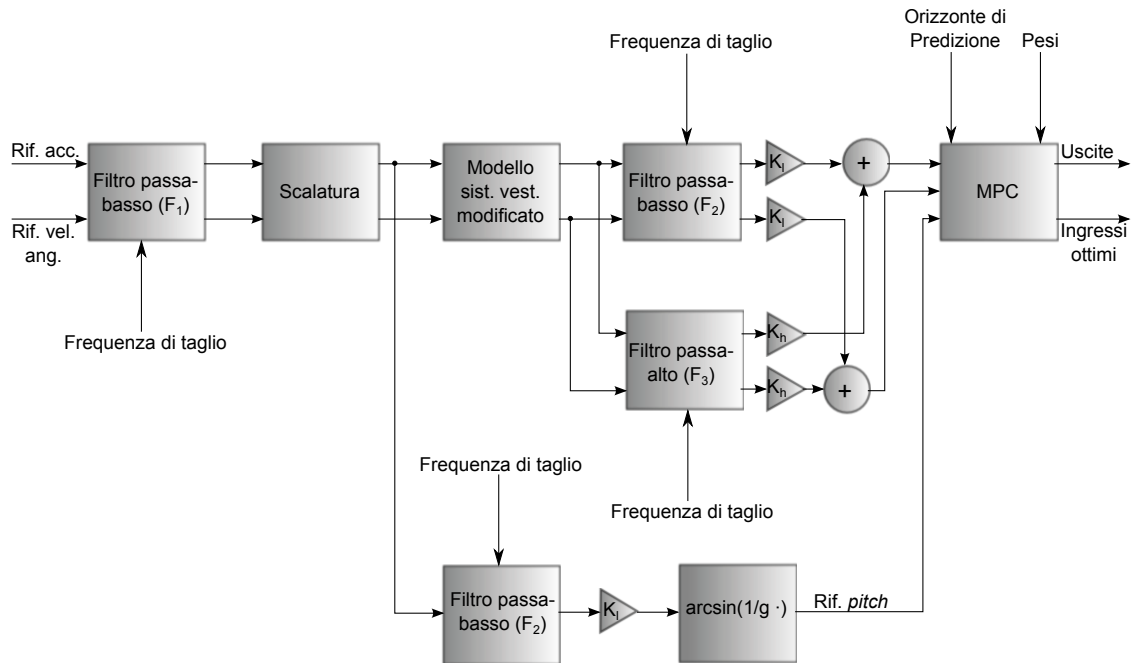 Orizzonte di
Predizione
Pesi
Frequenza di taglio
Rif. acc.
Rif. vel.
ang.
Filtro passa-
basso (F₁)
Scalatura
Modello
sist. vest.
modificato
Filtro passa-
basso (F₂)
Kₗ
Kₗ
+
MPC
Uscite
Ingressi
ottimi
Frequenza di taglio
Filtro passa-
alto (F₃)
Kₕ
Kₕ
+
Frequenza di taglio
Frequenza di taglio
Filtro passa-
basso (F₂)
Kₗ
arcsin(1/g ·)
Rif. pitch